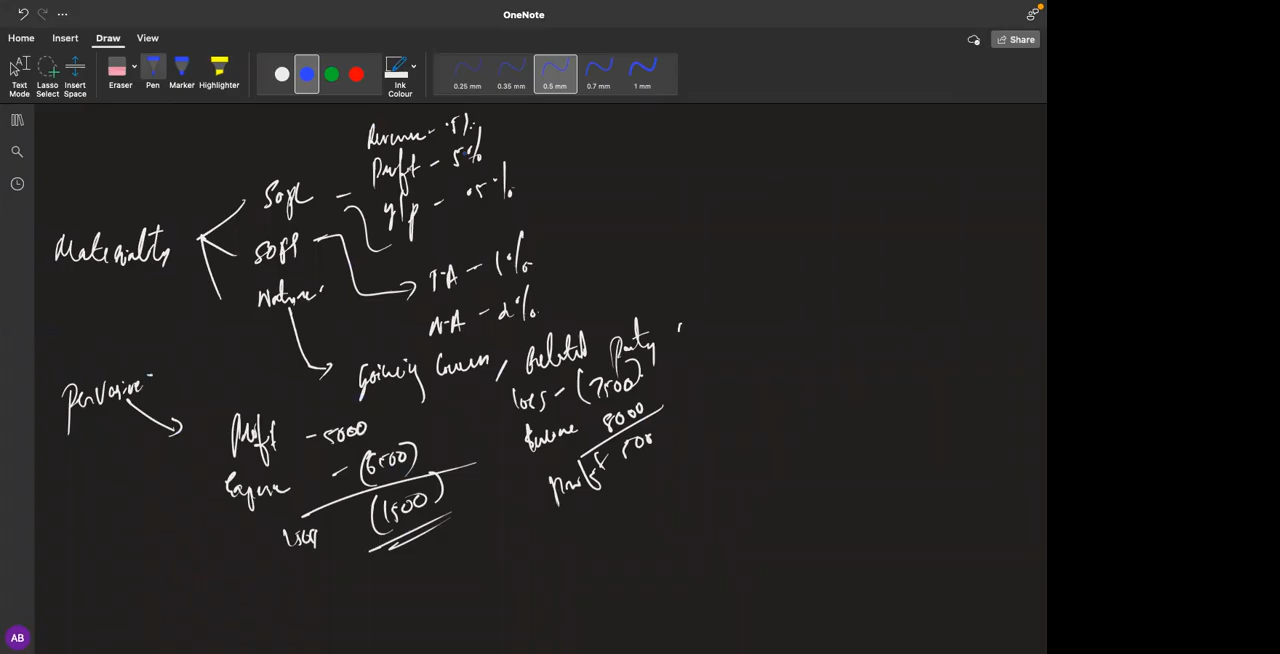 OneNote
Home Insert Draw View
Share
Text Mode
Lasso Select
Insert Space
Eraser
Pen
Marker
Highlighter
Ink Colour
0.25 mm
0.35 mm
0.5 mm
0.7 mm
1 mm
Revenue - .5%
Profit - 5%
g/p - .5%
Materiality
SOPL -
SOFP
Nature
T-A - 1%
N-A - 2%
Going Concern / Related party
Pervasive
Profit - 5000
Expense - (6500)
Loss (1500)
Loss - (7500)
Income 8000
Profit 500
AB